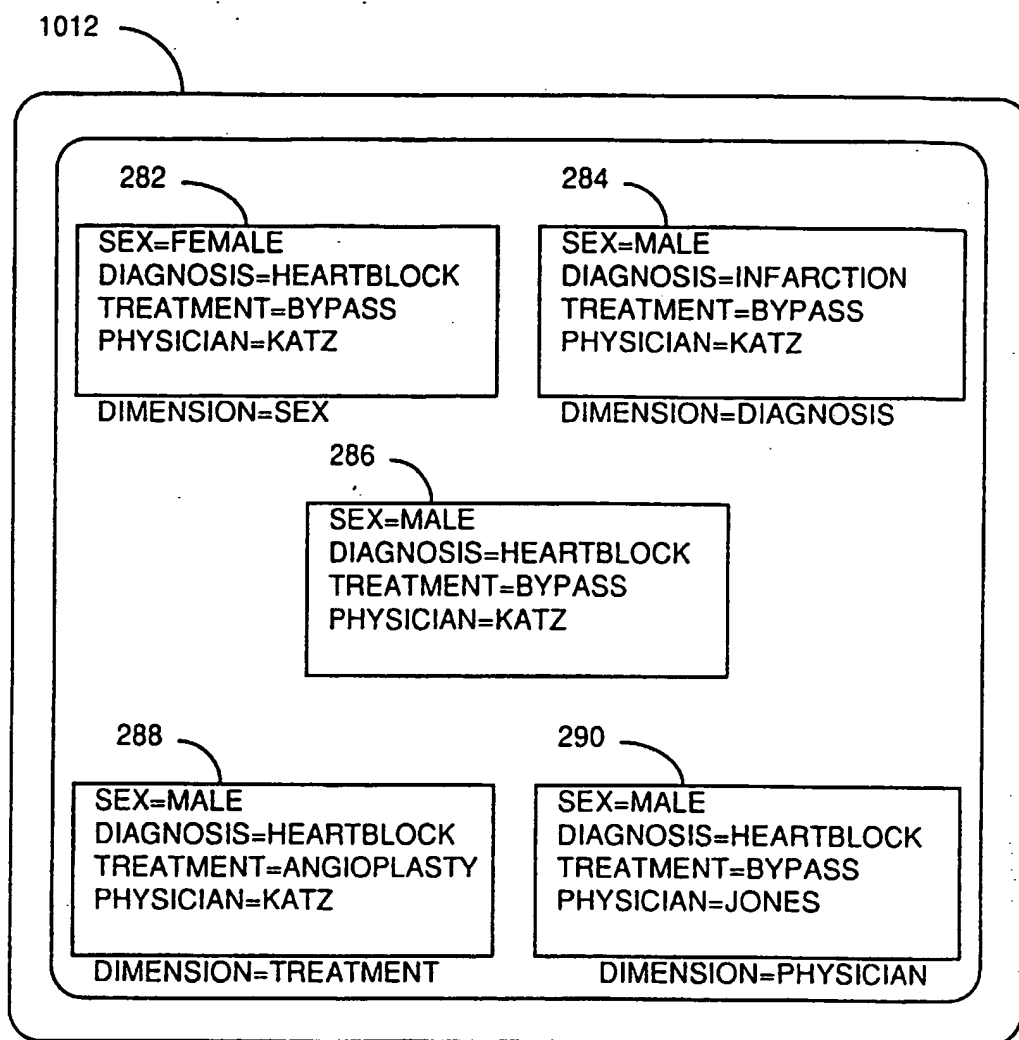 1012
282
SEX=FEMALE
DIAGNOSIS=HEARTBLOCK
TREATMENT=BYPASS
PHYSICIAN=KATZ
DIMENSION=SEX
284
SEX=MALE
DIAGNOSIS=INFARCTION
TREATMENT=BYPASS
PHYSICIAN=KATZ
DIMENSION=DIAGNOSIS
286
SEX=MALE
DIAGNOSIS=HEARTBLOCK
TREATMENT=BYPASS
PHYSICIAN=KATZ
288
SEX=MALE
DIAGNOSIS=HEARTBLOCK
TREATMENT=ANGIOPLASTY
PHYSICIAN=KATZ
DIMENSION=TREATMENT
290
SEX=MALE
DIAGNOSIS=HEARTBLOCK
TREATMENT=BYPASS
PHYSICIAN=JONES
DIMENSION=PHYSICIAN